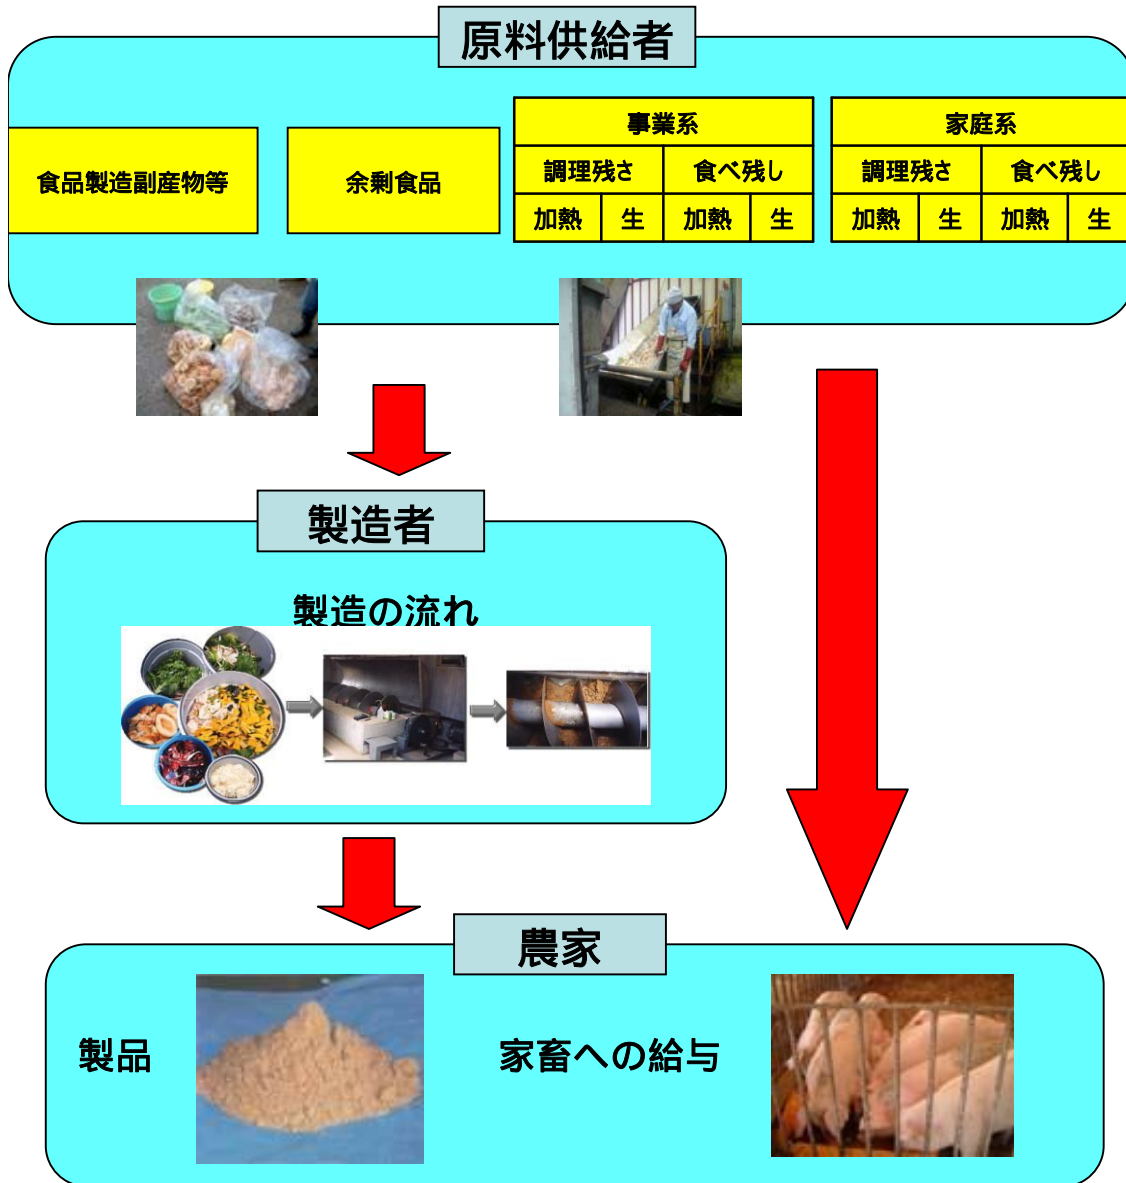 原料供給者
食品製造副産物等
余剰食品
事業系
調理残さ 食べ残し
加熱 生 加熱 生
家庭系
調理残さ 食べ残し
加熱 生 加熱 生
製造者
製造の流れ
農家
製品
家畜への給与